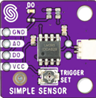 DO
GND
AO
DO
VCC
TRIGGER
SET
SIMPLE SENSOR